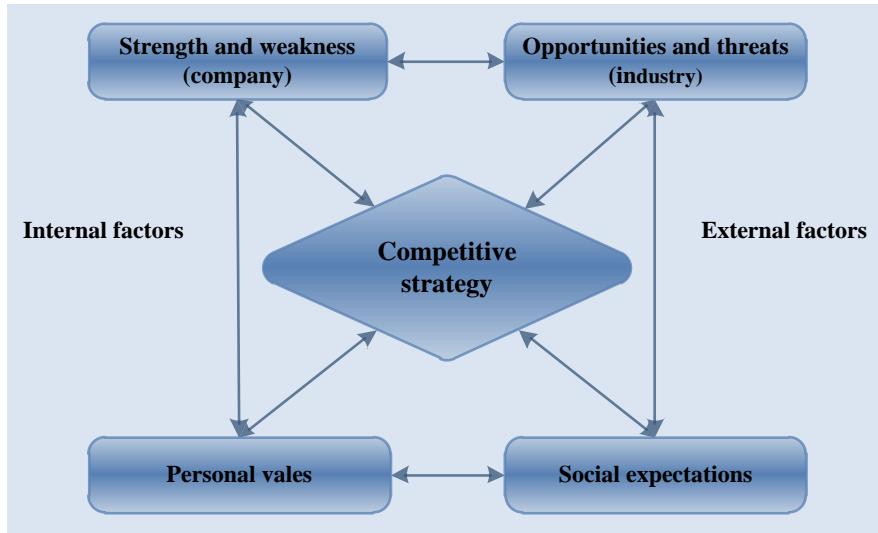 Strength and weakness
(company)
Opportunities and threats
(industry)
Internal factors
External factors
Competitive
strategy
Personal vales
Social expectations